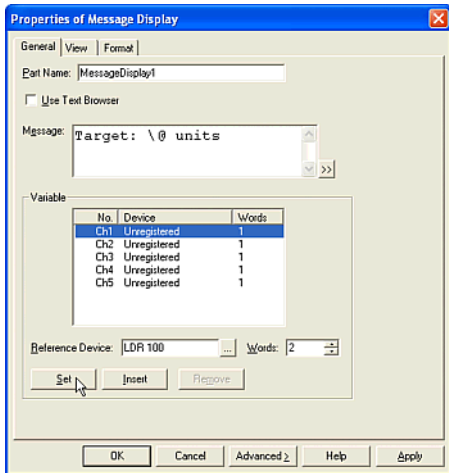 Properties of Message Display
General View Format
Part Name: MessageDisplay1
Use Text Browser
Message: Target: \@ units
>>
Variable
No. Device Words
Ch1 Unregistered 1
Ch2 Unregistered 1
Ch3 Unregistered 1
Ch4 Unregistered 1
Ch5 Unregistered 1
Reference Device: LDR 100 ... Words: 2
Set Insert Remove
OK Cancel Advanced > Help Apply